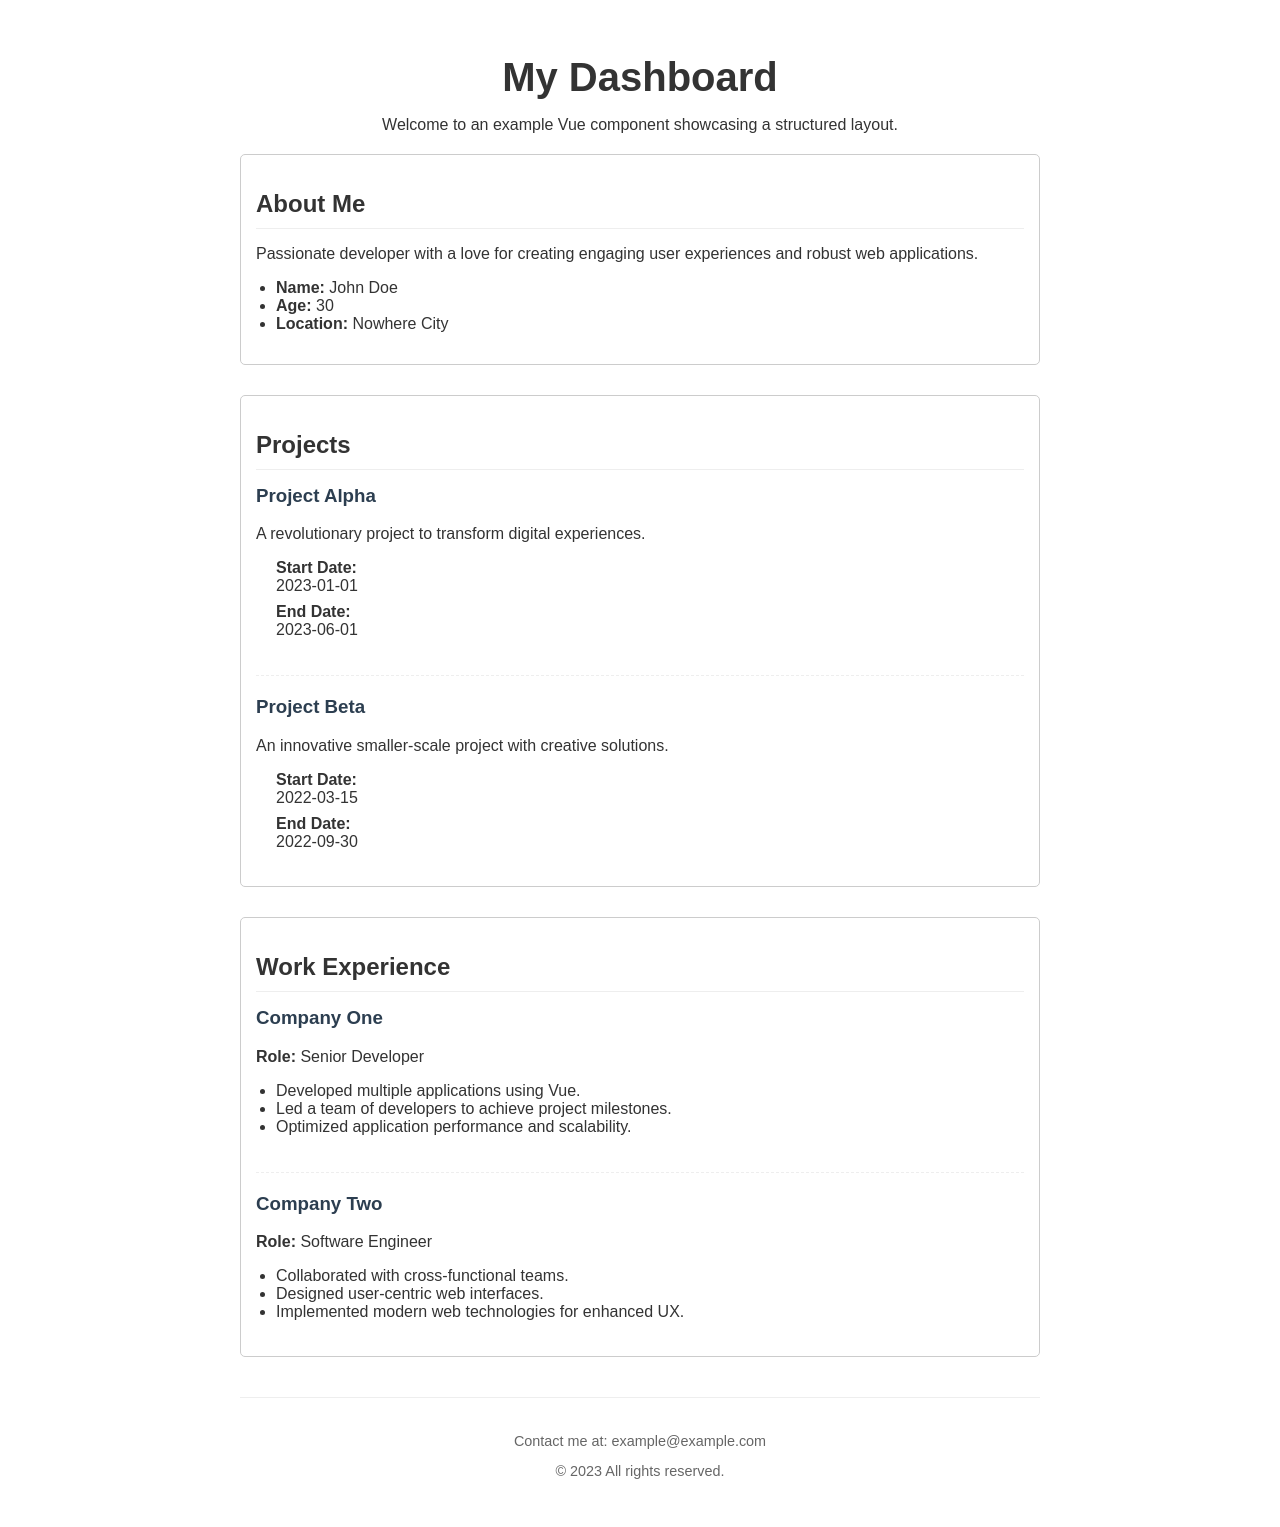 My Dashboard
Welcome to an example Vue component showcasing a structured layout.
About Me
Passionate developer with a love for creating engaging user experiences and robust web applications.
Name: John Doe
Age: 30
Location: Nowhere City
Projects
Project Alpha
A revolutionary project to transform digital experiences.
Start Date:
2023-01-01
End Date:
2023-06-01
Project Beta
An innovative smaller-scale project with creative solutions.
Start Date:
2022-03-15
End Date:
2022-09-30
Work Experience
Company One
Role: Senior Developer
Developed multiple applications using Vue.
Led a team of developers to achieve project milestones.
Optimized application performance and scalability.
Company Two
Role: Software Engineer
Collaborated with cross-functional teams.
Designed user-centric web interfaces.
Implemented modern web technologies for enhanced UX.
Contact me at: example@example.com
© 2023 All rights reserved.